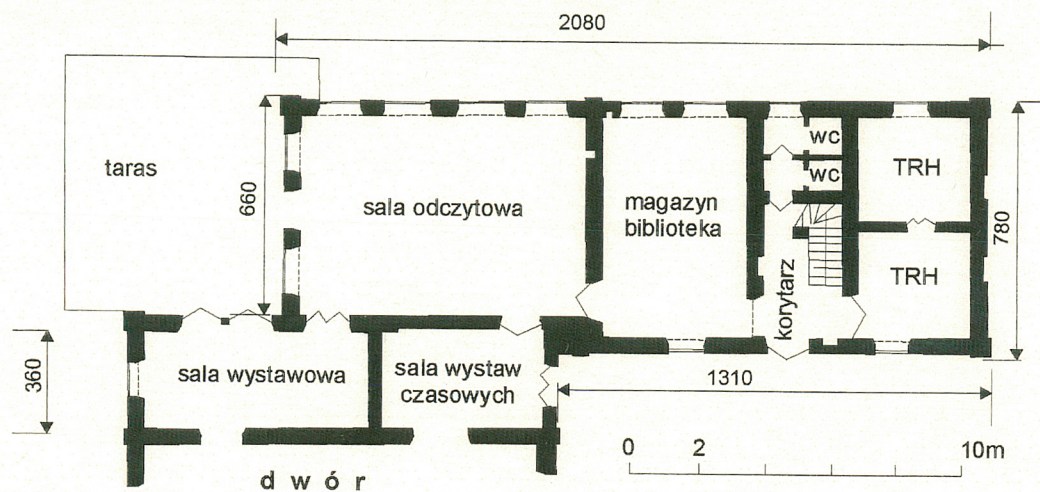 2080
taras
660
sala odczytowa
magazyn
biblioteka
wc
wc
TRH
TRH
780
korytarz
360
sala wystawowa
sala wystaw
czasowych
1310
0 2 10m
dwór